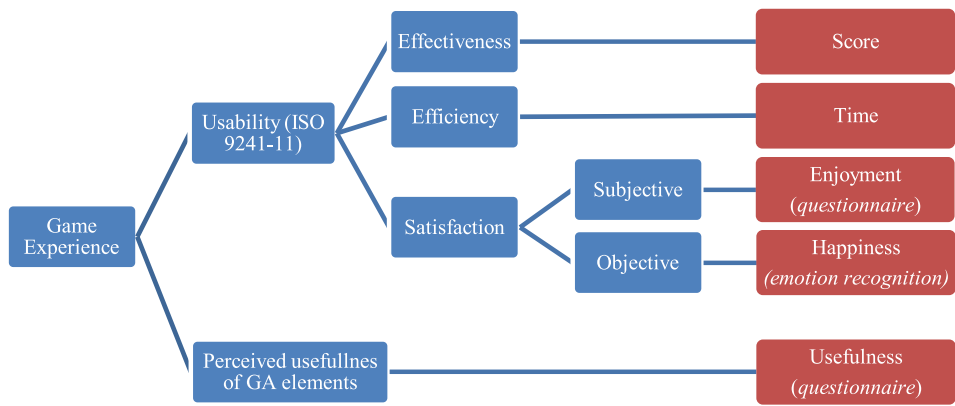 Game
Experience
Usability (ISO
9241-11)
Effectiveness
Score
Efficiency
Time
Satisfaction
Subjective
Enjoyment
(questionnaire)
Objective
Happiness
(emotion recognition)
Perceived usefullnes
of GA elements
Usefulness
(questionnaire)